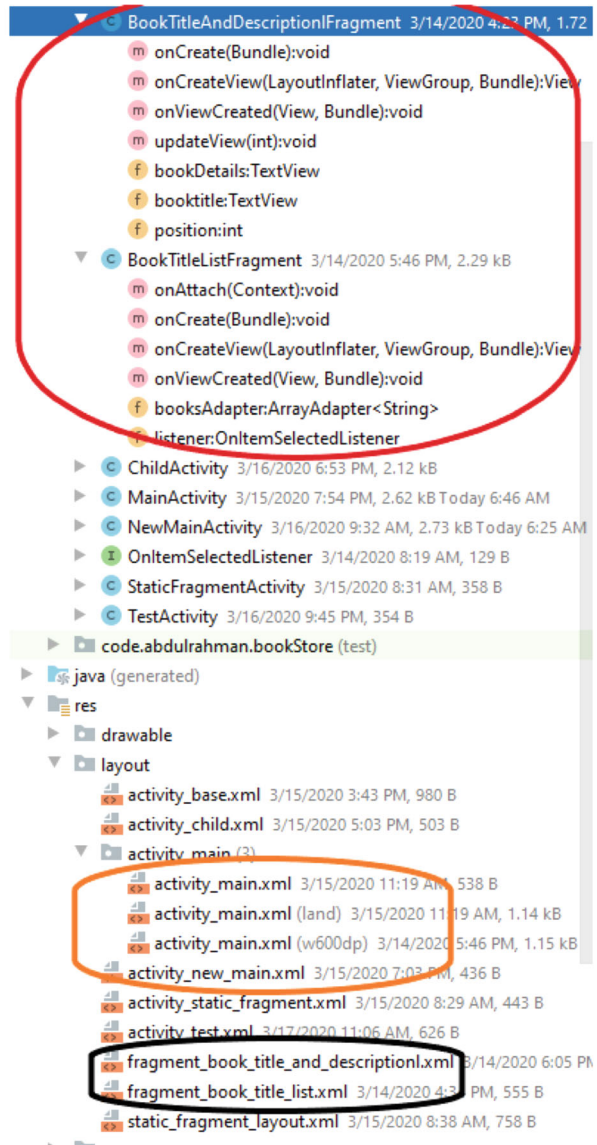 C BookTitleAndDescriptionlFragment 3/14/2020 4:23 PM, 1.72
m onCreate(Bundle):void
m onCreateView(LayoutInflater, ViewGroup, Bundle):View
m onViewCreated(View, Bundle):void
m updateView(int):void
f bookDetails:TextView
f booktitle:TextView
f position:int
C BookTitleListFragment 3/14/2020 5:46 PM, 2.29 kB
m onAttach(Context):void
m onCreate(Bundle):void
m onCreateView(LayoutInflater, ViewGroup, Bundle):View
m onViewCreated(View, Bundle):void
f booksAdapter:ArrayAdapter<String>
f listener:OnItemSelectedListener
C ChildActivity 3/16/2020 6:53 PM, 2.12 kB
C MainActivity 3/15/2020 7:54 PM, 2.62 kB Today 6:46 AM
C NewMainActivity 3/16/2020 9:32 AM, 2.73 kB Today 6:25 AM
I OnItemSelectedListener 3/14/2020 8:19 AM, 129 B
C StaticFragmentActivity 3/15/2020 8:31 AM, 358 B
C TestActivity 3/16/2020 9:45 PM, 354 B
code.abdulrahman.bookStore (test)
java (generated)
res
drawable
layout
activity_base.xml 3/15/2020 3:43 PM, 980 B
activity_child.xml 3/15/2020 5:03 PM, 503 B
activity_main (3)
activity_main.xml 3/15/2020 11:19 AM, 538 B
activity_main.xml (land) 3/15/2020 11:19 AM, 1.14 kB
activity_main.xml (w600dp) 3/14/2020 5:46 PM, 1.15 kB
activity_new_main.xml 3/15/2020 7:03 PM, 436 B
activity_static_fragment.xml 3/15/2020 8:29 AM, 443 B
activity_test.xml 3/17/2020 11:06 AM, 626 B
fragment_book_title_and_descriptionl.xml 3/14/2020 6:05 PM
fragment_book_title_list.xml 3/14/2020 PM, 555 B
static_fragment_layout.xml 3/15/2020 8:38 AM, 758 B